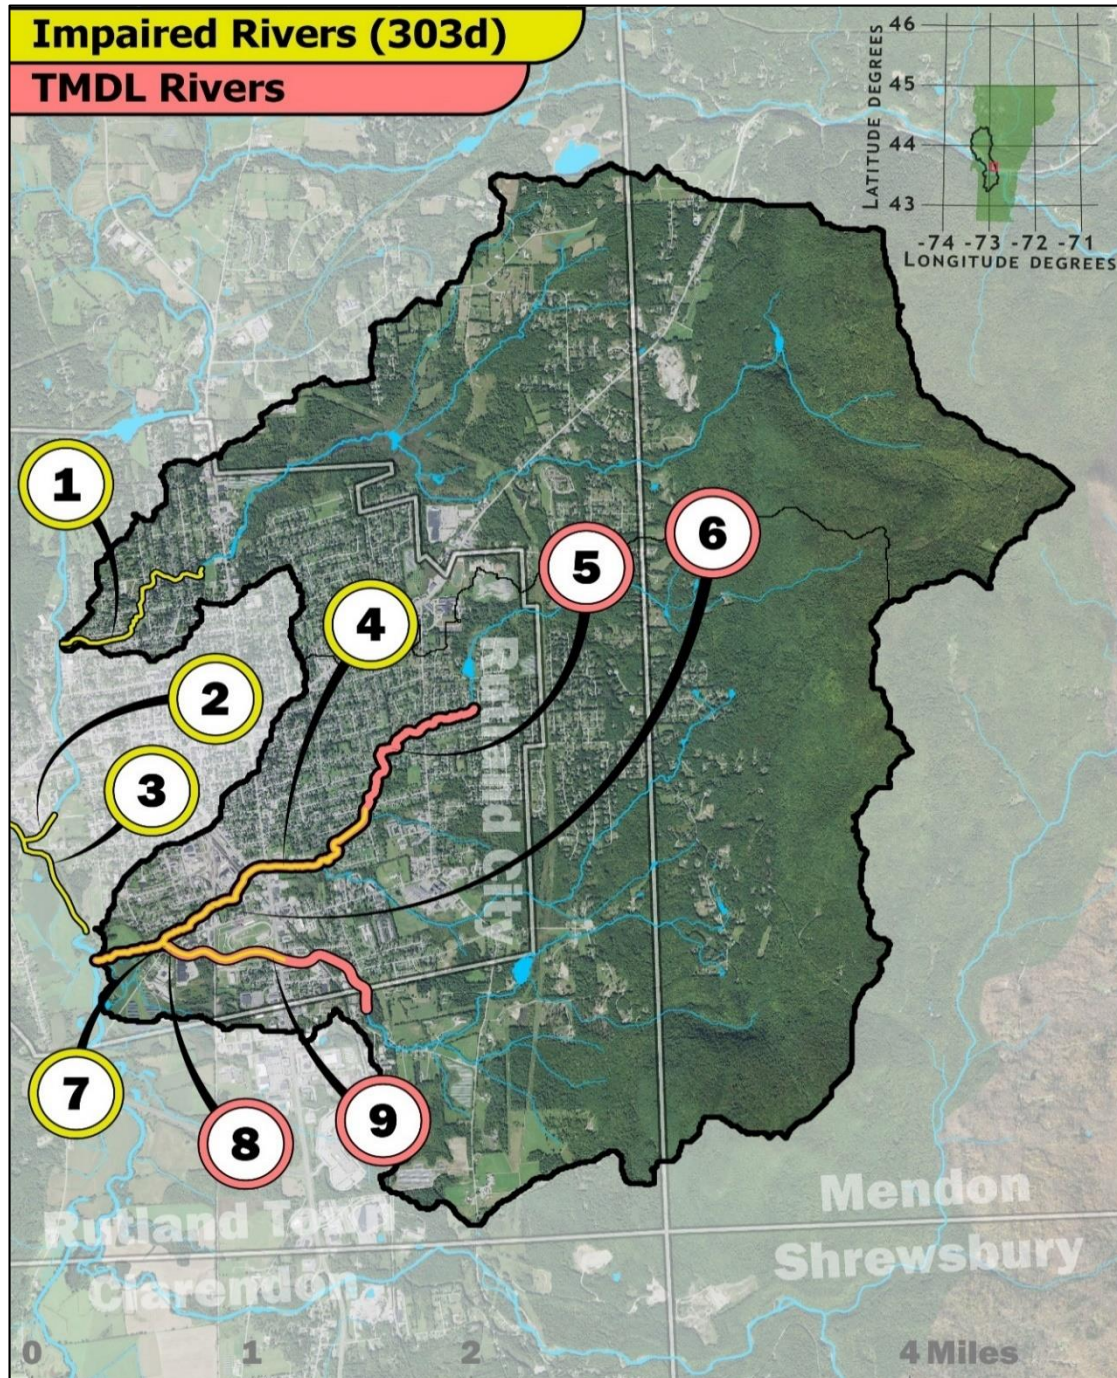 Impaired Rivers (303d)
TMDL Rivers
46
45
44
43
LATITUDE DEGREES
-74 -73 -72 -71
LONGITUDE DEGREES
1
2
3
4
5
6
Rutland City
7
8
9
Rutland Town
Clarendon
Mendon
Shrewsbury
0 1 2 4 Miles